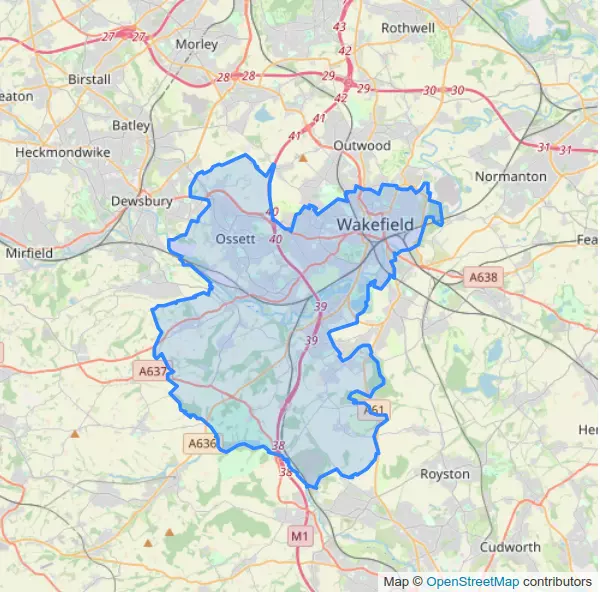 Rothwell
43
27
27
Morley
42
Birstall
28
28
29
29
30
30
42
eaton
Batley
41
41
Outwood
31
31
Heckmondwike
Normanton
Dewsbury
40
Ossett
40
Wakefield
Mirfield
Fea
A638
39
39
A637
A61
A636
38
38
Royston
Her
M1
Cudworth
Map © OpenStreetMap contributors